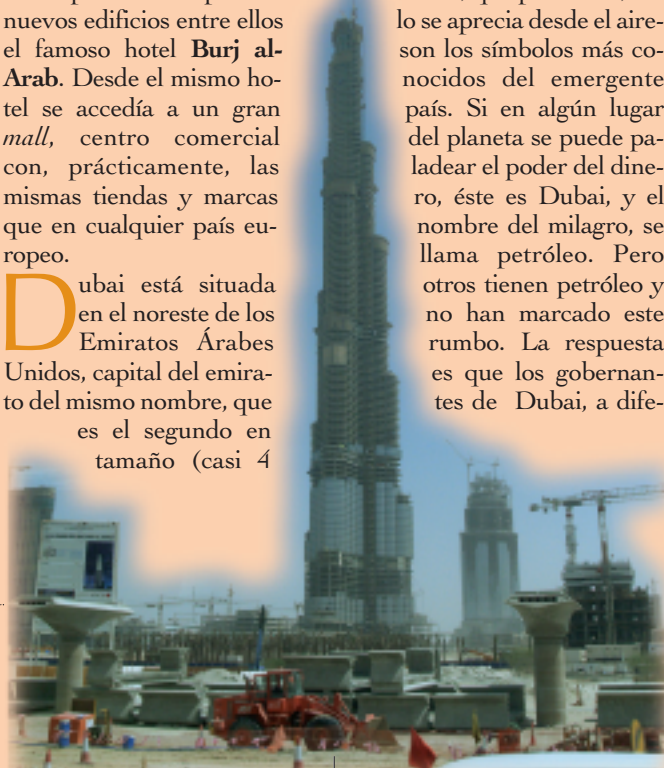 nuevos edificios entre ellos
el famoso hotel Burj al-
Arab. Desde el mismo ho-
tel se accedía a un gran
mall, centro comercial
con, prácticamente, las
mismas tiendas y marcas
que en cualquier país eu-
ropeo.
Dubai está situada
en el noreste de los
Emiratos Árabes
Unidos, capital del emira-
to del mismo nombre, que
es el segundo en
tamaño (casi 4
lo se aprecia desde el aire-
son los símbolos más co-
nocidos del emergente
país. Si en algún lugar
del planeta se puede pa-
ladear el poder del dine-
ro, éste es Dubai, y el
nombre del milagro, se
llama petróleo. Pero
otros tienen petróleo y
no han marcado este
rumbo. La respuesta
es que los gobernan-
tes de Dubai, a dife-